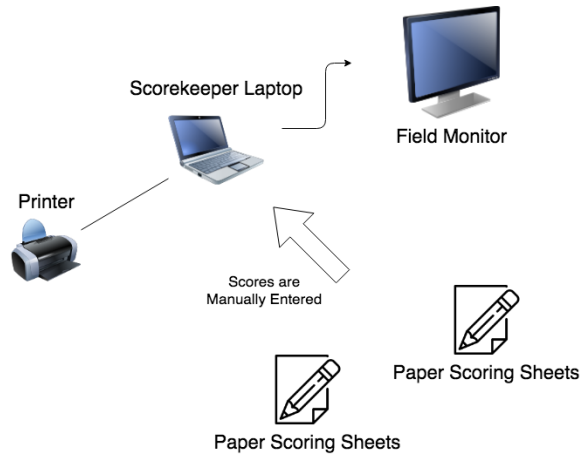 Scorekeeper Laptop
Field Monitor
Printer
Scores are
Manually Entered
Paper Scoring Sheets
Paper Scoring Sheets